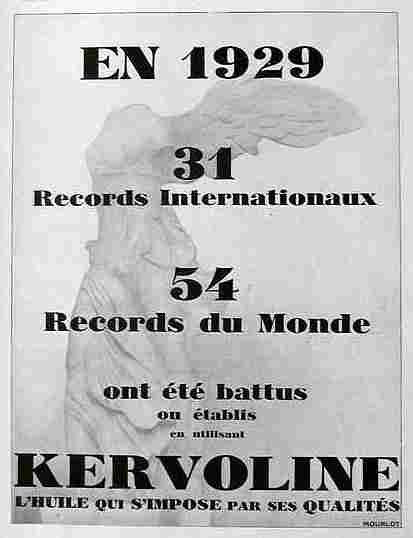 EN 1929
31
Records Internationaux
54
Records du Monde
ont été battus
ou établis
en utilisant
KERVOLINE
L'HUILE QUI S'IMPOSE PAR SES QUALITÉS
MOURLOT